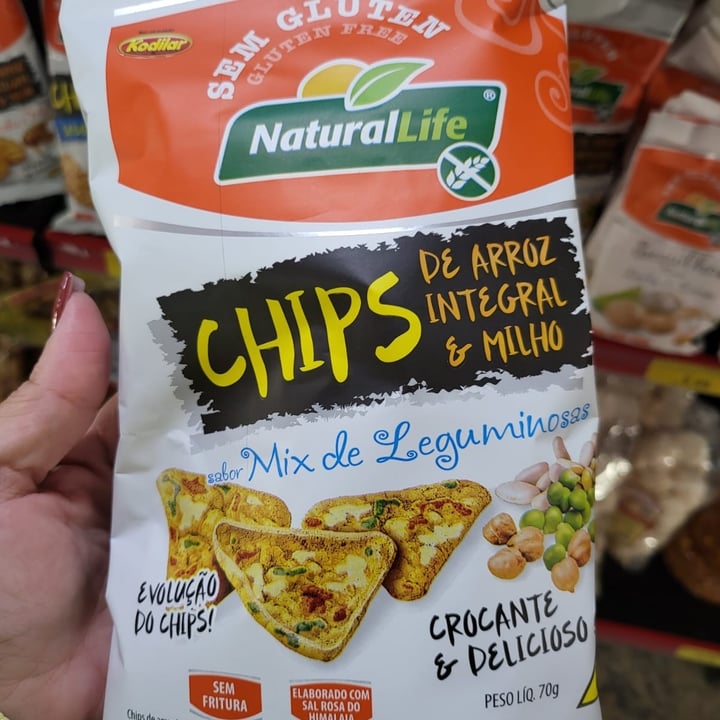 Kodilar
SEM GLUTEN
GLUTEN FREE
NaturalLife®
CHIPS
DE ARROZ
INTEGRAL
& MILHO
sabor Mix de Leguminosas
EVOLUÇÃO
DO CHIPS!
CROCANTE
& DELICIOSO
SEM
FRITURA
ELABORADO COM
SAL ROSA DO
HIMALAIA
PESO LÍQ. 70g